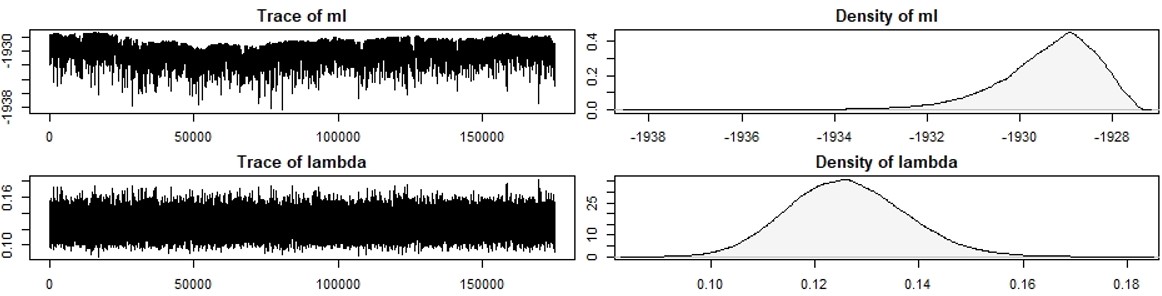 Trace of ml
-1930
-1938
0 50000 100000 150000
Density of ml
0.4
0.2
0.0
-1938 -1936 -1934 -1932 -1930 -1928
Trace of lambda
0.16
0.10
0 50000 100000 150000
Density of lambda
25
10
0
0.10 0.12 0.14 0.16 0.18